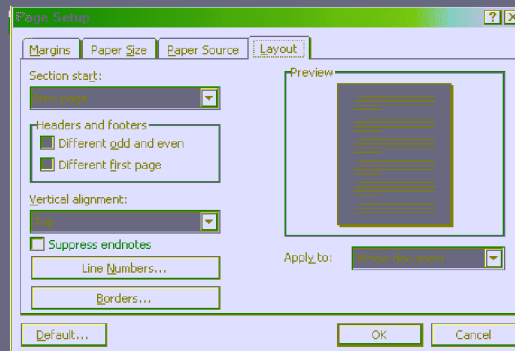 Page Setup
Margins Paper Size Paper Source Layout
Section start:
New page
Preview
Headers and footers
Different odd and even
Different first page
Vertical alignment:
Top
Suppress endnotes
Line Numbers...
Apply to: Whole document
Borders...
Default... OK Cancel